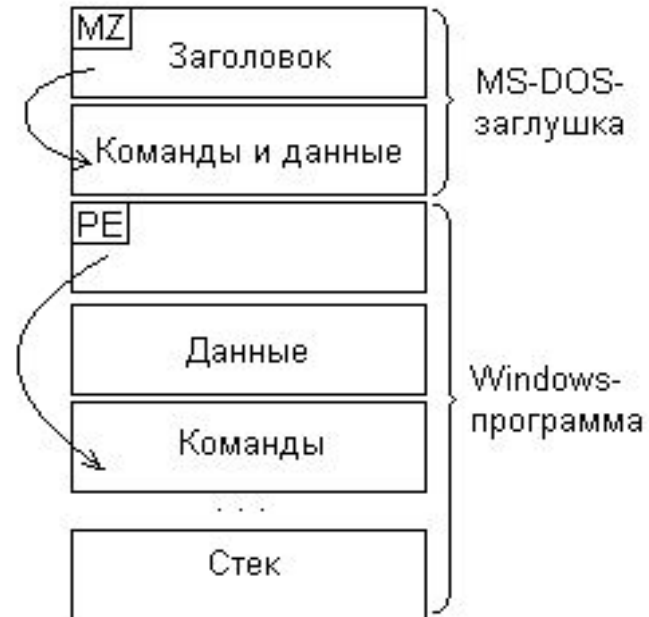 MZ
Заголовок
MS-DOS-
заглушка
Команды и данные
PE
Данные
Windows-
программа
Команды
. . .
Стек